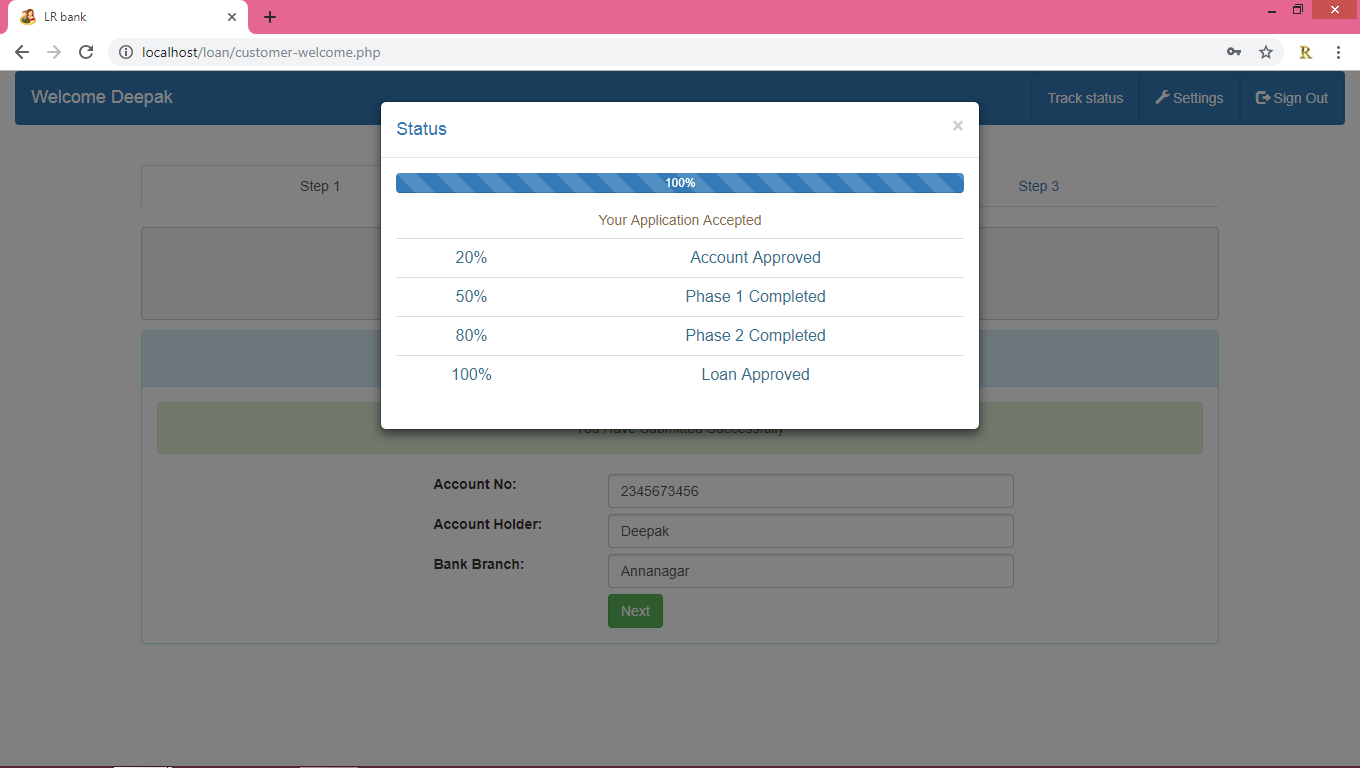 LR bank
localhost/loan/customer-welcome.php
Welcome Deepak
Track status
Settings
Sign Out
Status
×
100%
Step 1
Step 3
Your Application Accepted
20% Account Approved
50% Phase 1 Completed
80% Phase 2 Completed
100% Loan Approved
You Have Submitted Successfully
Account No: 2345673456
Account Holder: Deepak
Bank Branch: Annanagar
Next